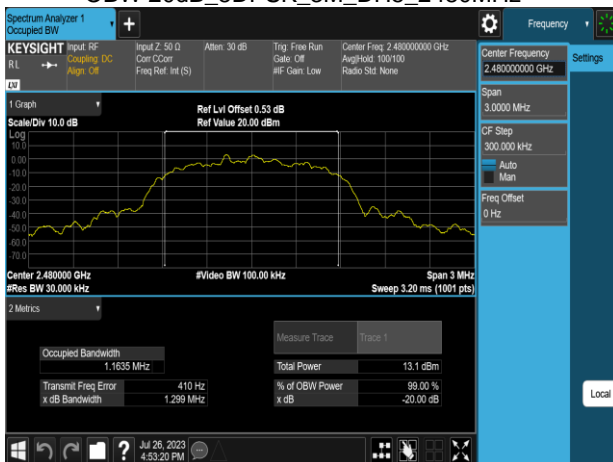 OBW 20dB_8DPSK_3M_DH5_2480MHz
Spectrum Analyzer 1
Occupied BW
Frequency
KEYSIGHT
RL
Input: RF
Coupling: DC
Align: Off
Input Z: 50 Ω
Corr CCorr
Freq Ref: Int (S)
Atten: 30 dB
Trig: Free Run
Gate: Off
#IF Gain: Low
Center Freq: 2.480000000 GHz
Avg|Hold: 100/100
Radio Std: None
LXI
1 Graph
Scale/Div 10.0 dB
Ref Lvl Offset 0.53 dB
Ref Value 20.00 dBm
Log
10.0
0.00
-10.0
-20.0
-30.0
-40.0
-50.0
-60.0
-70.0
Center 2.480000 GHz
#Res BW 30.000 kHz
#Video BW 100.00 kHz
Span 3 MHz
Sweep 3.20 ms (1001 pts)
2 Metrics
Measure Trace
Trace 1
Occupied Bandwidth
1.1635 MHz
Total Power
13.1 dBm
Transmit Freq Error
410 Hz
% of OBW Power
99.00 %
x dB Bandwidth
1.299 MHz
x dB
-20.00 dB
Center Frequency
2.480000000 GHz
Settings
Span
3.0000 MHz
CF Step
300.000 kHz
Auto
Man
Freq Offset
0 Hz
Local
?
Jul 26, 2023
4:53:20 PM